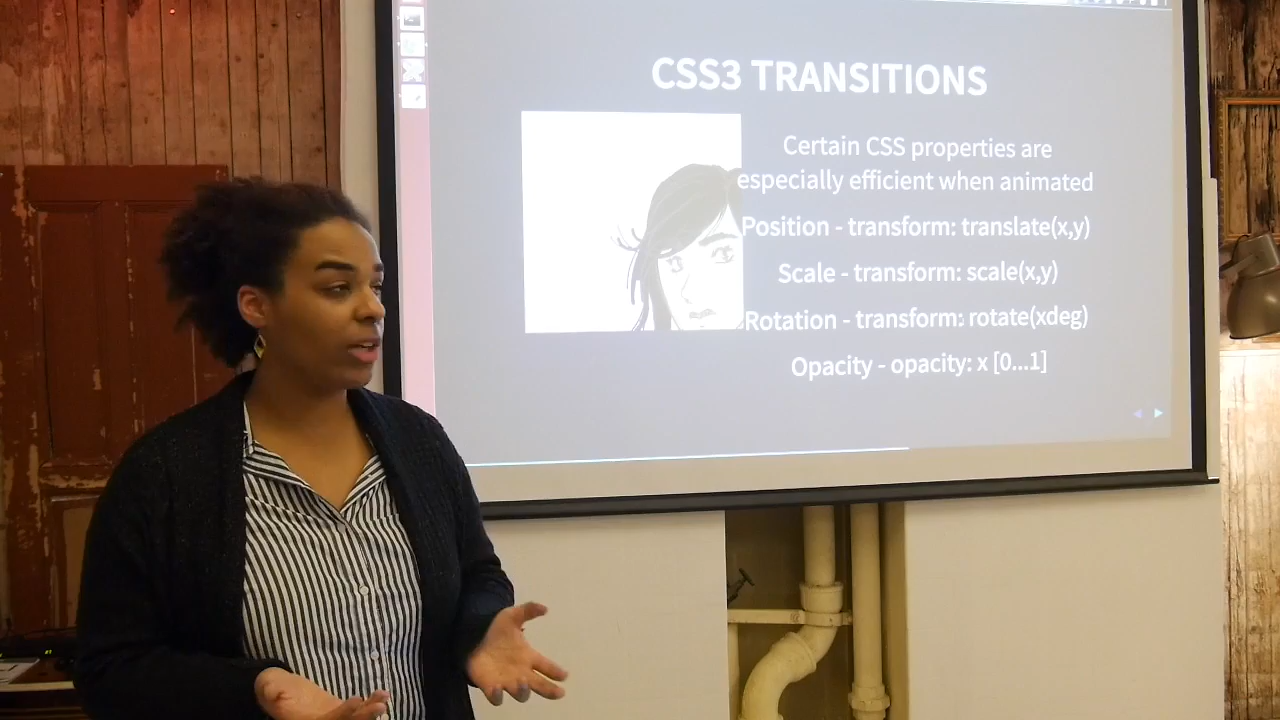 CSS3 TRANSITIONS
Certain CSS properties are
especially efficient when animated
Position - transform: translate(x,y)
Scale - transform: scale(x,y)
Rotation - transform: rotate(xdeg)
Opacity - opacity: x [0...1]